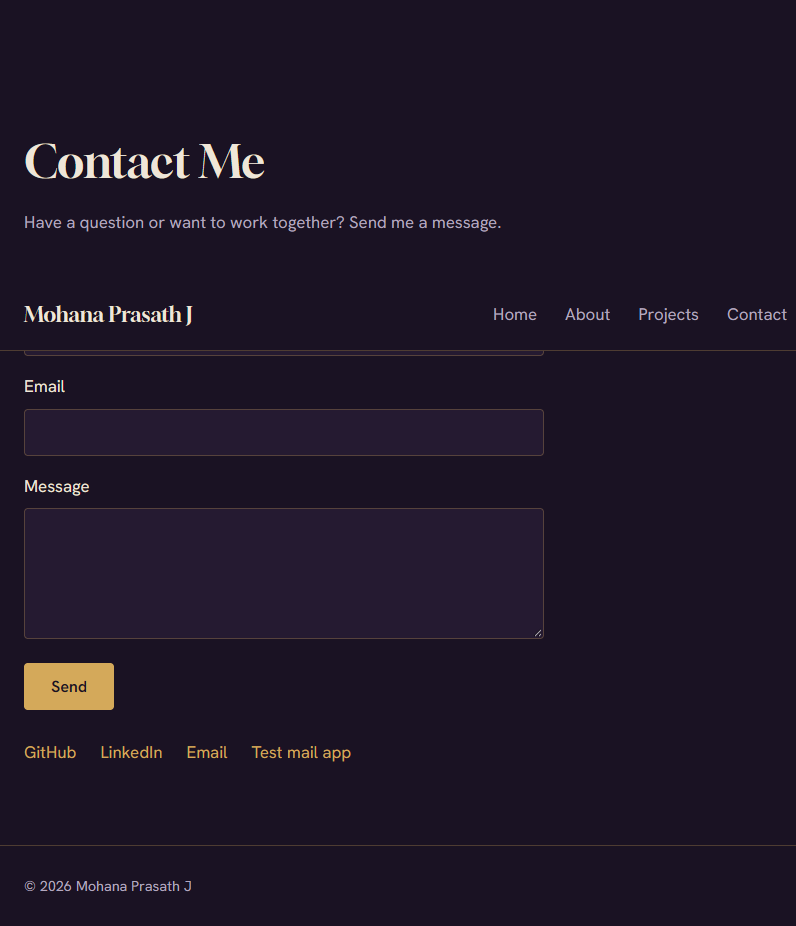 Contact Me
Have a question or want to work together? Send me a message.
Mohana Prasath J Home About Projects Contact
Email
Message
Send
GitHub LinkedIn Email Test mail app
© 2026 Mohana Prasath J